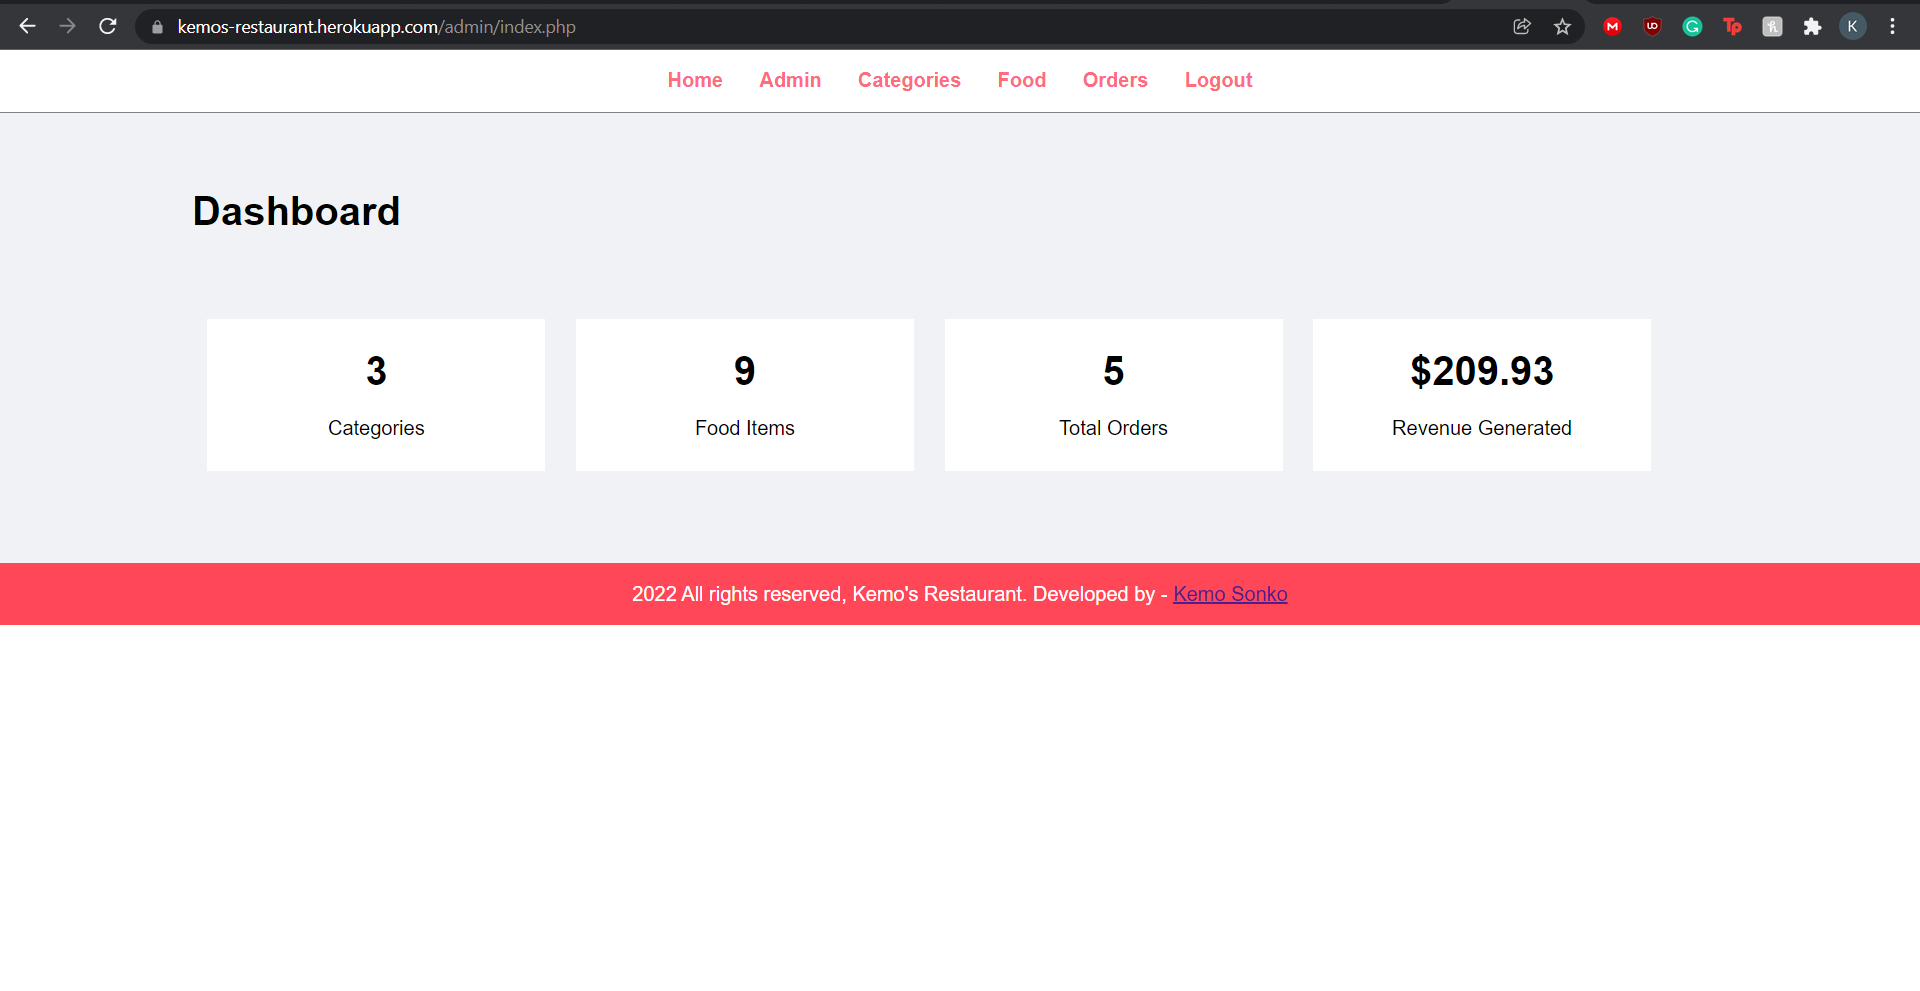 kemos-restaurant.herokuapp.com/admin/index.php
K
Home Admin Categories Food Orders Logout
Dashboard
3
Categories
9
Food Items
5
Total Orders
$209.93
Revenue Generated
2022 All rights reserved, Kemo's Restaurant. Developed by - Kemo Sonko